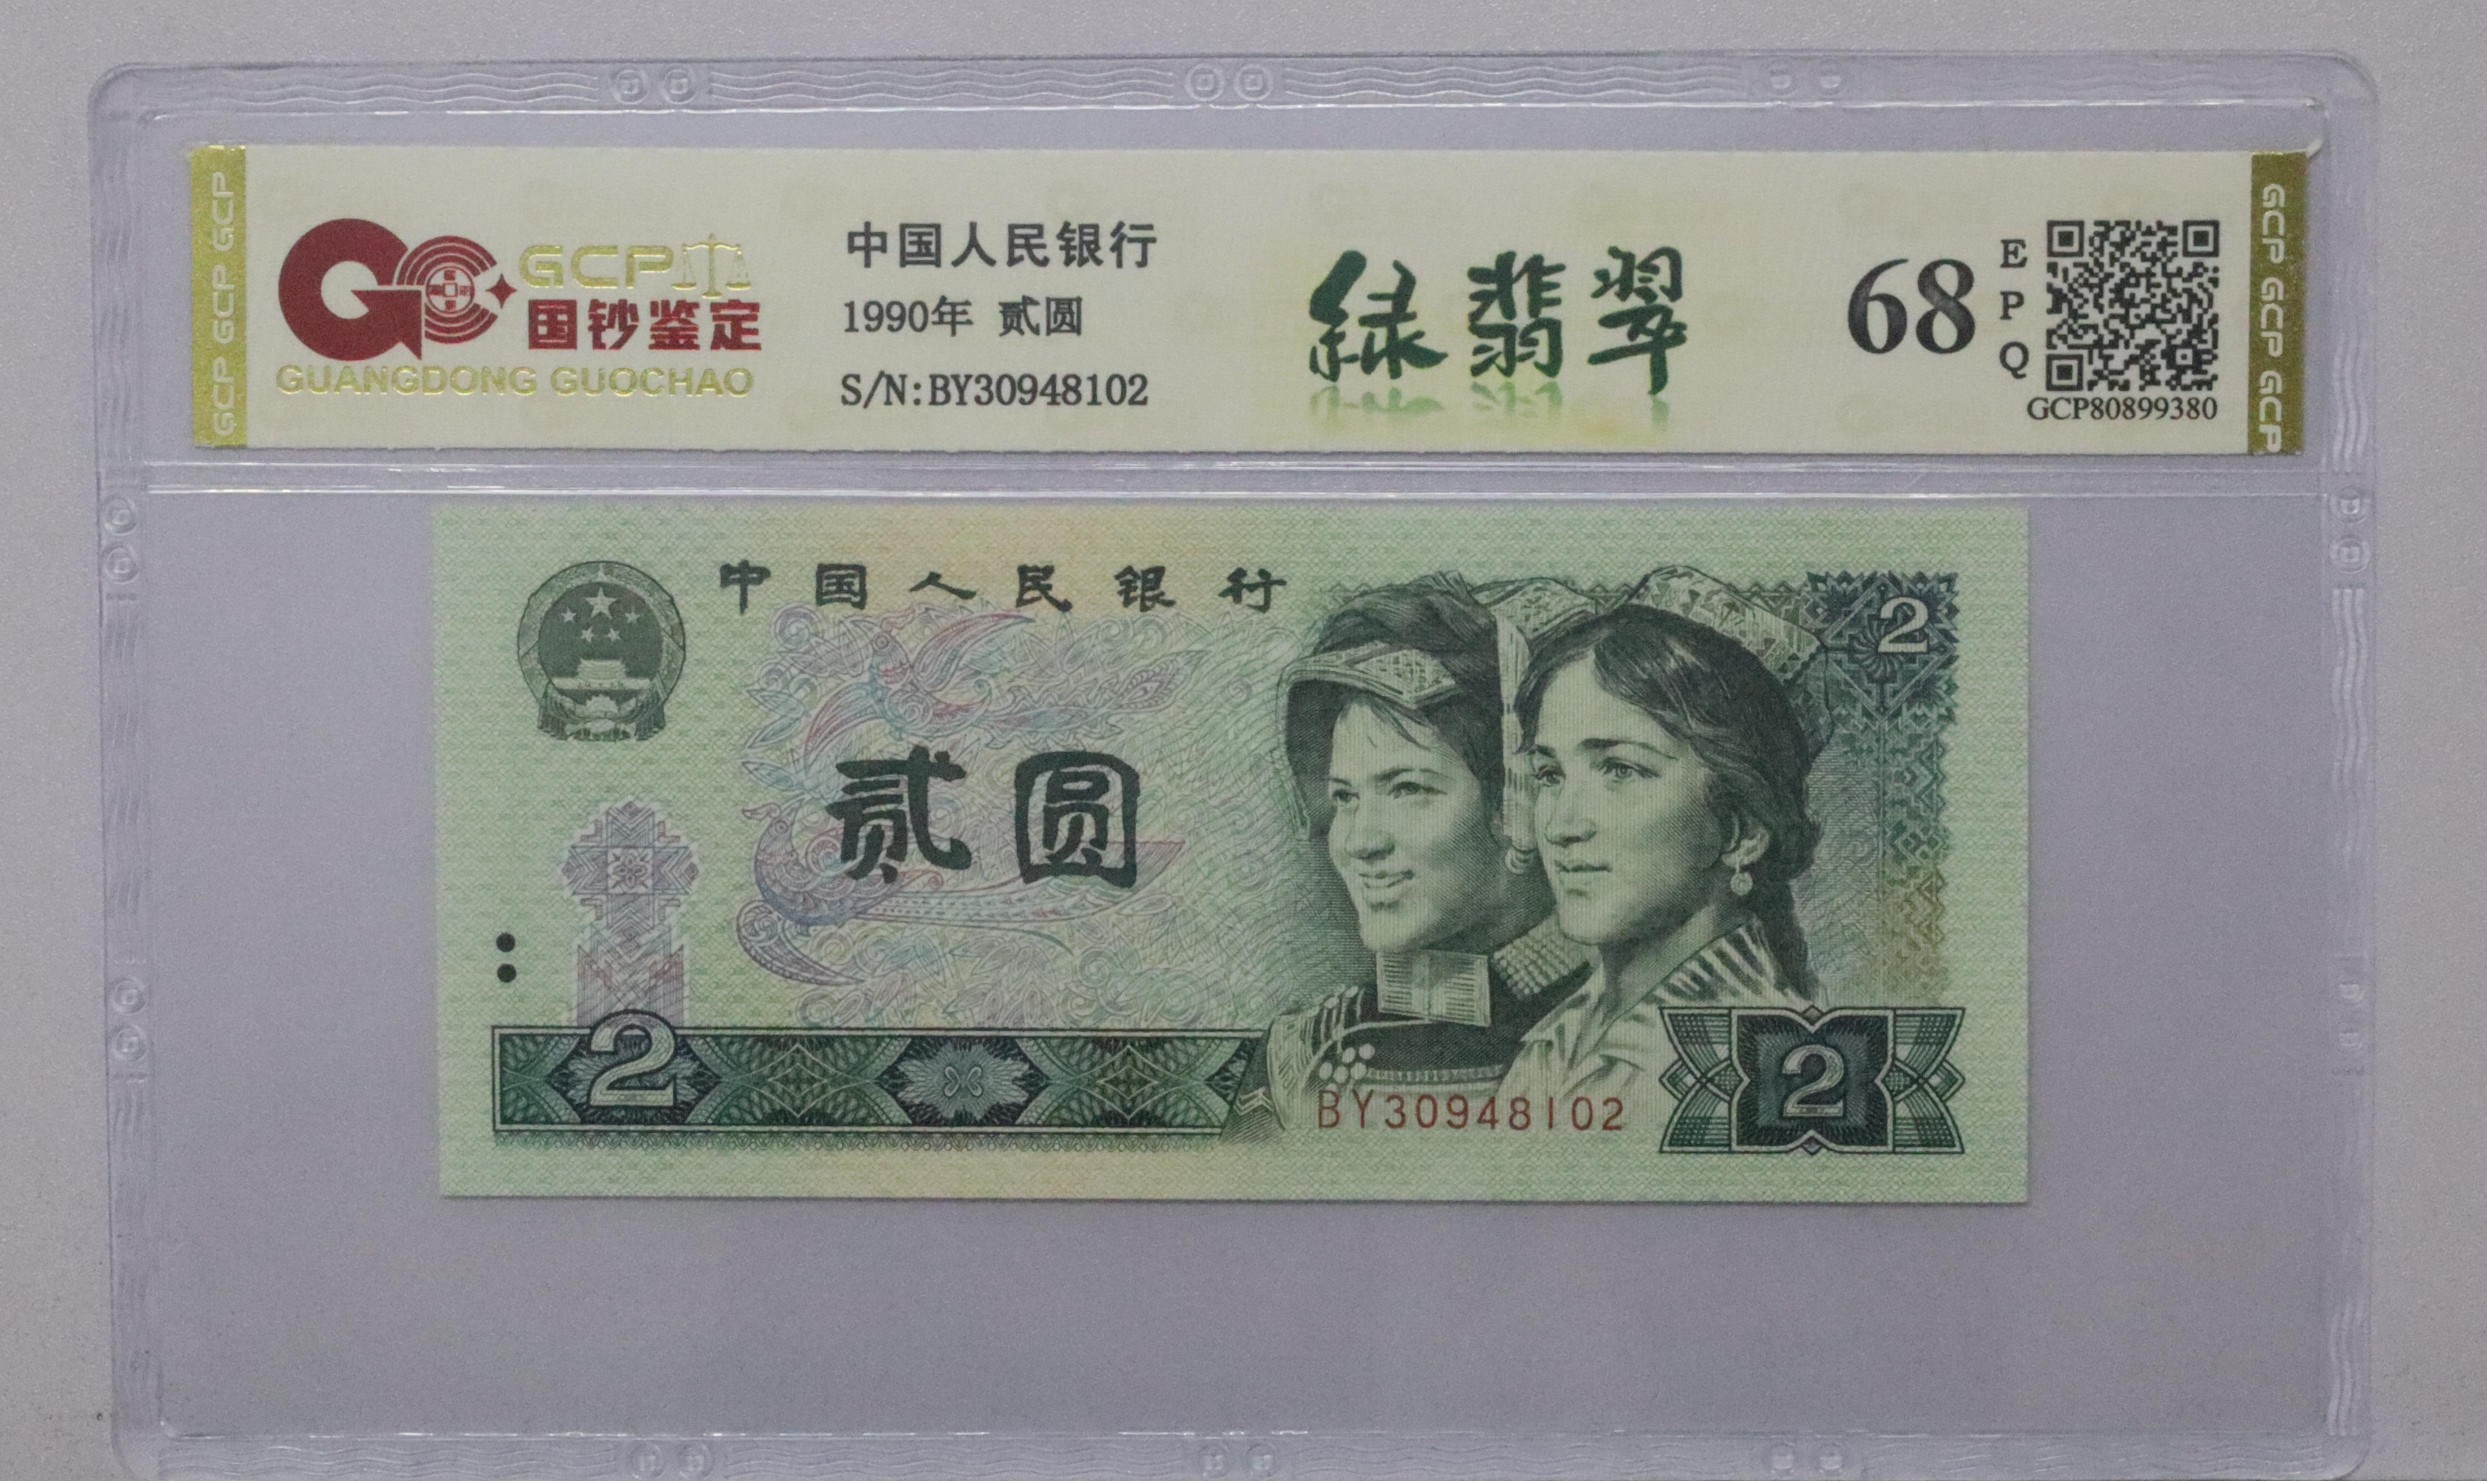 GCP GCP GCP
GCP
国钞鉴定
GUANGDONG GUOCHAO
中国人民银行
1990年 贰圆
S/N:BY30948102
绿翡翠
68
EPQ
GCP80899380
GCP GCP GCP
中国人民银行
2
贰圆
2
BY30948102
2